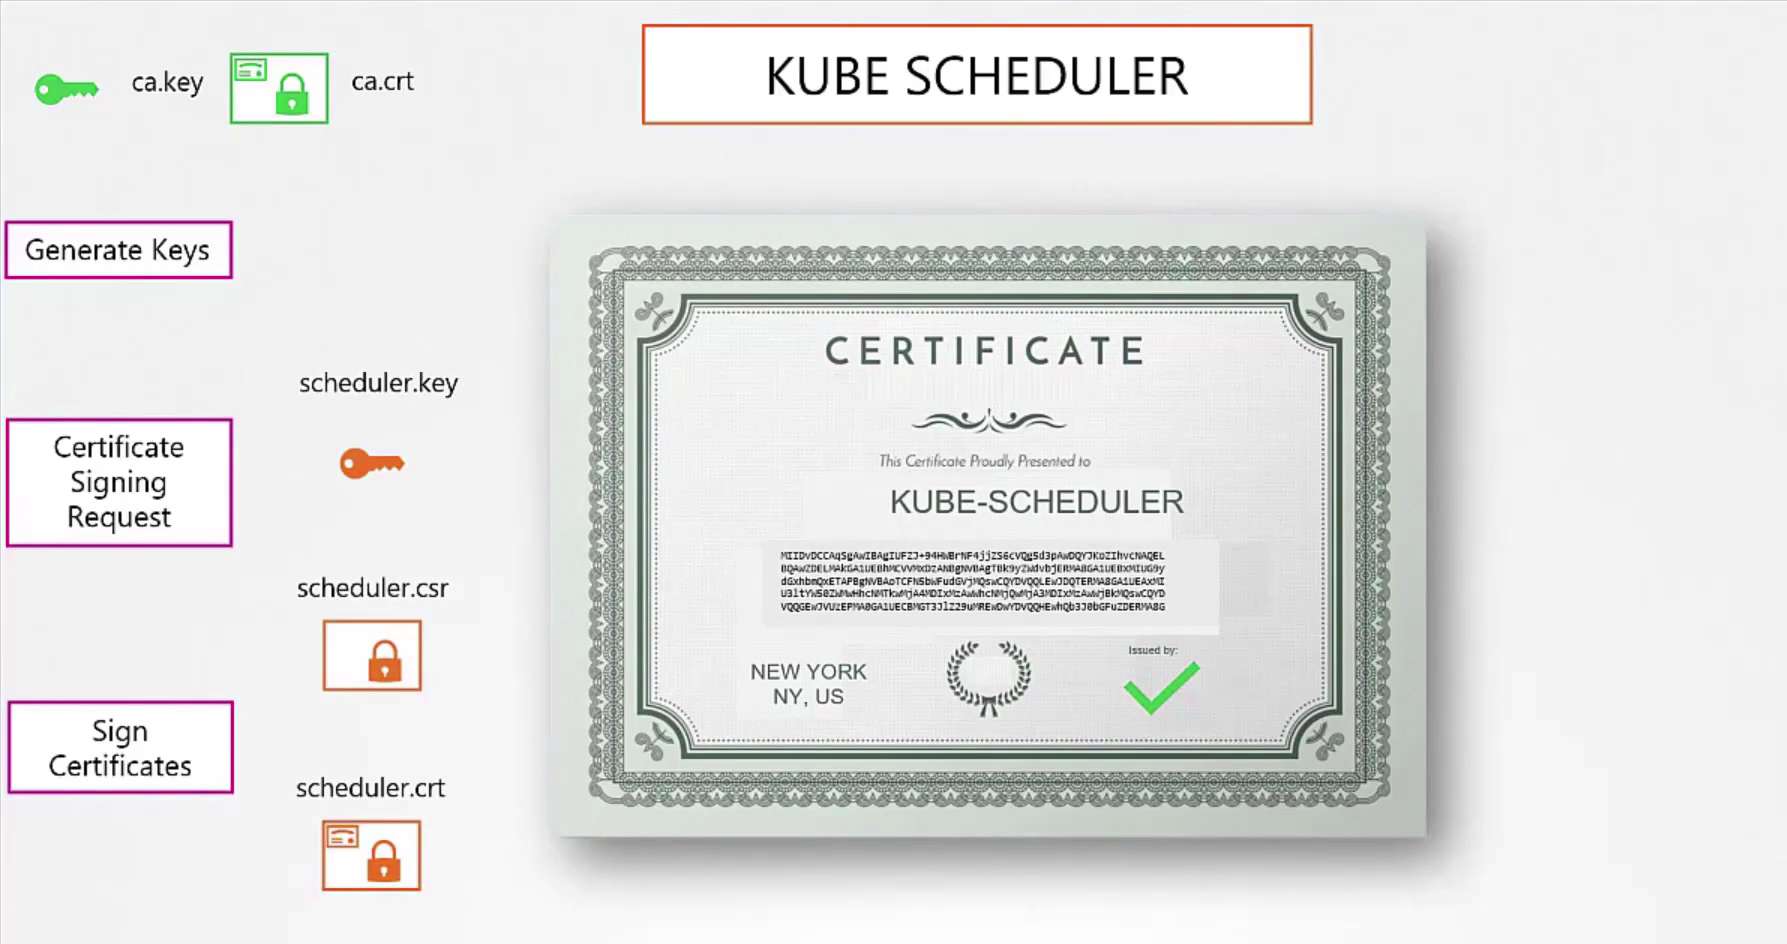 ca.key
ca.crt
KUBE SCHEDULER
Generate Keys
scheduler.key
Certificate
Signing
Request
scheduler.csr
Sign
Certificates
scheduler.crt
CERTIFICATE
This Certificate Proudly Presented to
KUBE-SCHEDULER
NEW YORK
NY, US
Issued by: